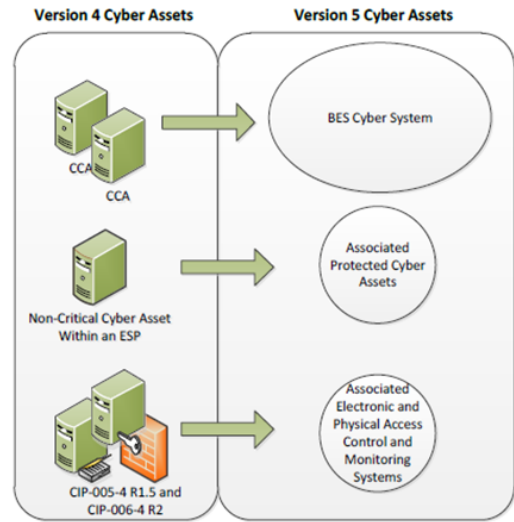 Version 4 Cyber Assets
Version 5 Cyber Assets
CCA
CCA
BES Cyber System
Non-Critical Cyber Asset
Within an ESP
Associated
Protected Cyber
Assets
CIP-005-4 R1.5 and
CIP-006-4 R2
Associated
Electronic and
Physical Access
Control and
Monitoring
Systems